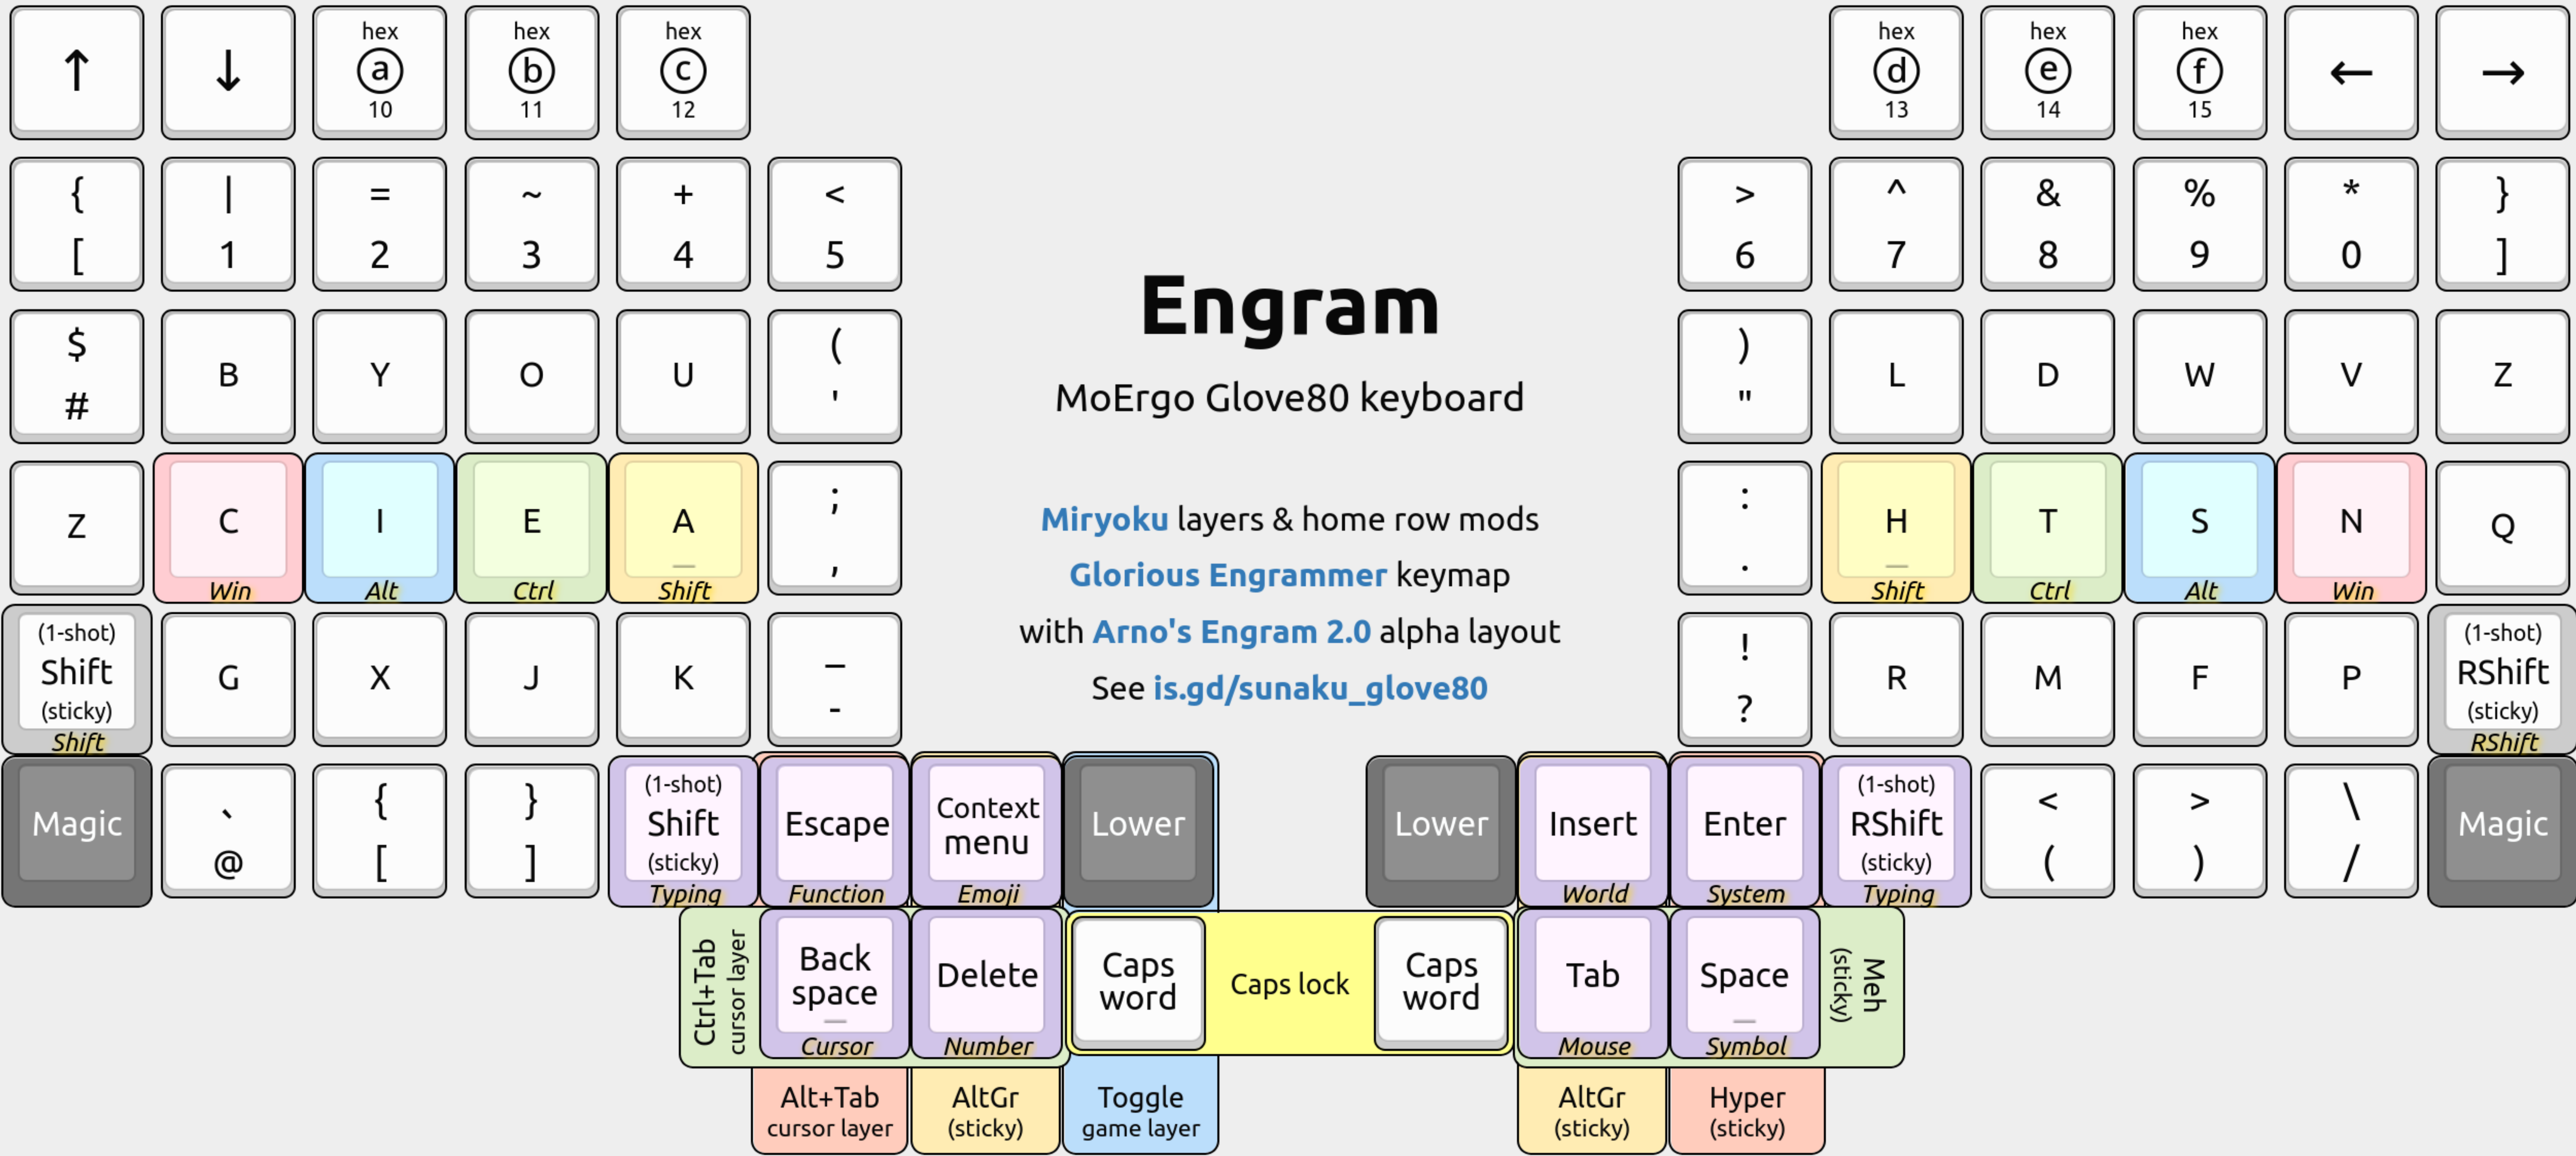 ↑ ↓ hex ⓐ 10 hex ⓑ 11 hex ⓒ 12 hex ⓓ 13 hex ⓔ 14 hex ⓕ 15 ← →
{ | = ~ + < > ^ & % * }
[ 1 2 3 4 5 6 7 8 9 0 ]
Engram
MoErgo Glove80 keyboard
$ ( )
# B Y O U ' " L D W V Z
Miryoku layers & home row mods
Glorious Engrammer keymap
with Arno's Engram 2.0 alpha layout
See is.gd/sunaku_glove80
; :
Z C I E A , . H T S N Q
Win Alt Ctrl Shift Shift Ctrl Alt Win
(1-shot) _ ! (1-shot)
Shift G X J K - ? R M F P RShift
(sticky) (sticky)
Shift RShift
Magic ` { } (1-shot) Escape Context Lower Lower Insert Enter (1-shot) < > \ Magic
@ [ ] Shift menu RShift ( ) /
(sticky) (sticky)
Typing Function Emoji World System Typing
Ctrl+Tab
cursor layer
Back
space
Cursor
Delete
Number
Caps
word
Caps lock
Caps
word
Tab
Mouse
Space
Symbol
Meh
(sticky)
Alt+Tab
cursor layer
AltGr
(sticky)
Toggle
game layer
AltGr
(sticky)
Hyper
(sticky)